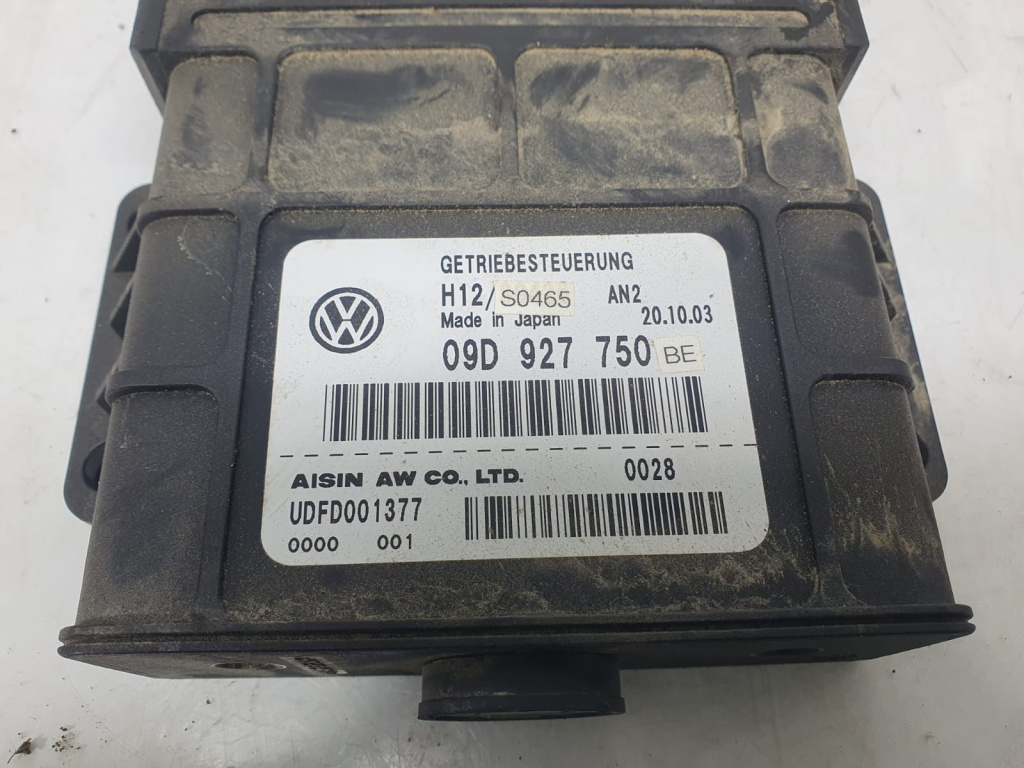 GETRIEBESTEUERUNG
H12/ S0465 AN2
Made in Japan 20.10.03
09D 927 750 BE
AISIN AW CO., LTD. 0028
UDFD001377
0000 001